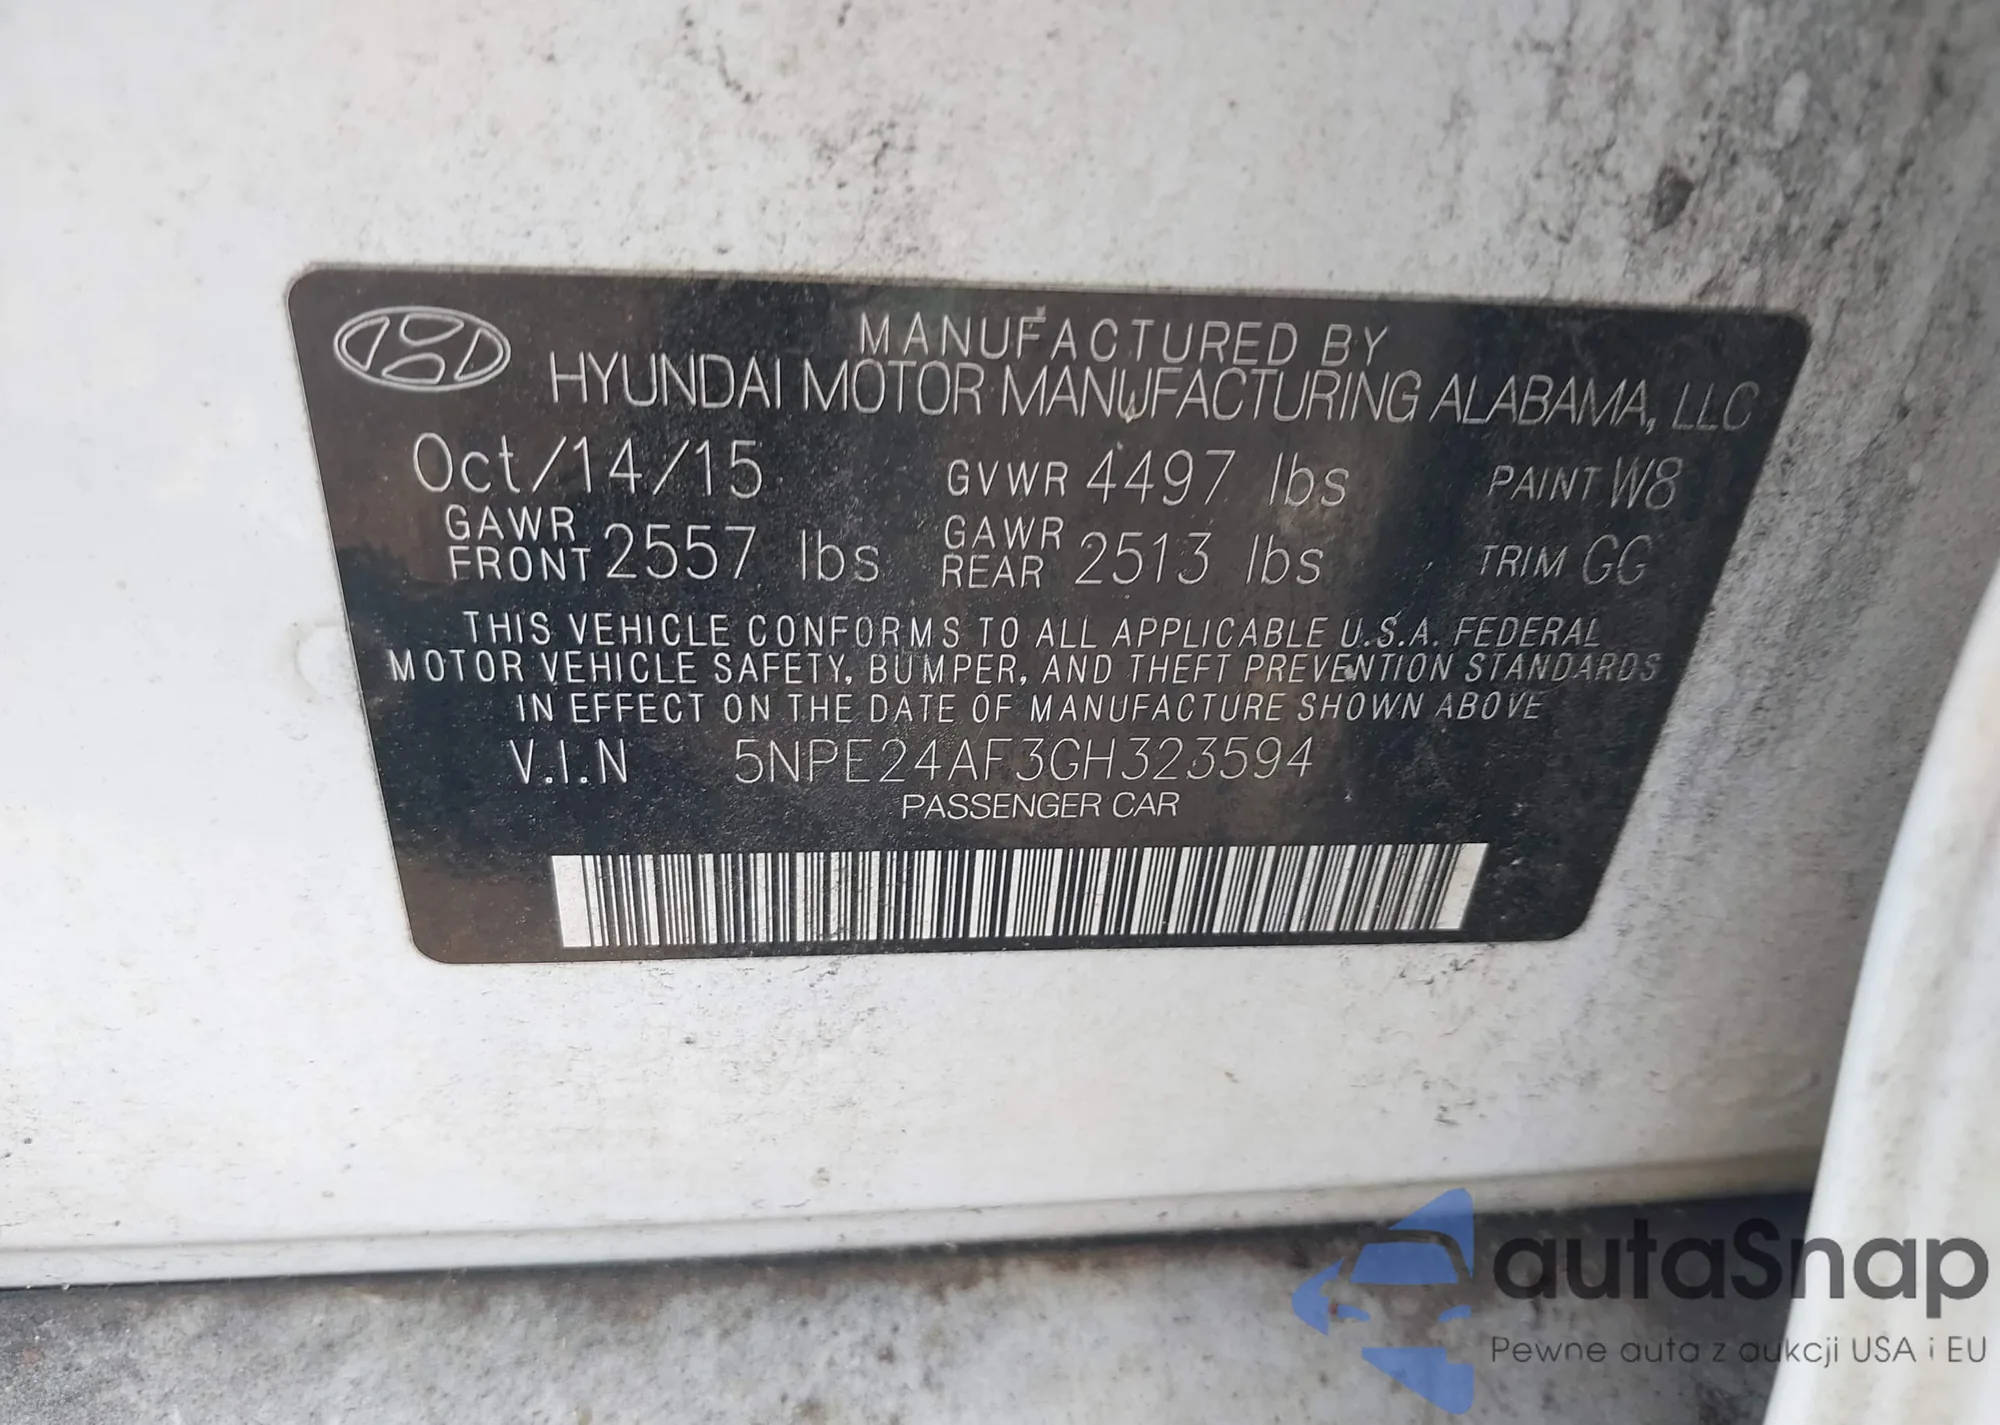 MANUFACTURED BY
HYUNDAI MOTOR MANUFACTURING ALABAMA, LLC
Oct/14/15 GVWR 4497 lbs PAINT W8
GAWR FRONT 2557 lbs GAWR REAR 2513 lbs TRIM GG
THIS VEHICLE CONFORMS TO ALL APPLICABLE U.S.A. FEDERAL
MOTOR VEHICLE SAFETY, BUMPER, AND THEFT PREVENTION STANDARDS
IN EFFECT ON THE DATE OF MANUFACTURE SHOWN ABOVE
V.I.N 5NPE24AF3GH323594
PASSENGER CAR
autaSnap
Pewne auta z aukcji USA i EU